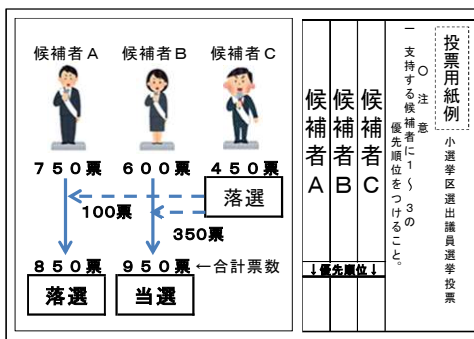 候補者A 候補者B 候補者C
750票 600票 450票
落選
100票
350票
850票 950票 ←合計票数
落選 当選
投票用紙例
小選挙区選出議員選挙投票
〇注意
一 支持する候補者に1~3の
優先順位をつけること。
候補者C
候補者B
候補者A
↓優先順位↓